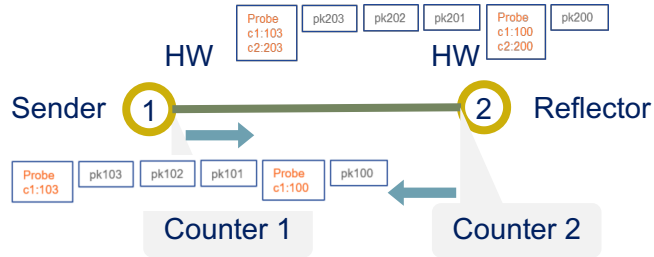 Probe
c1:103
c2:203
pk203
pk202
pk201
Probe
c1:100
c2:200
pk200
HW
HW
Sender
1
2
Reflector
Probe
c1:103
pk103
pk102
pk101
Probe
c1:100
pk100
Counter 1
Counter 2